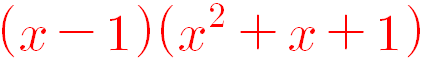 (x − 1)(x² + x + 1)